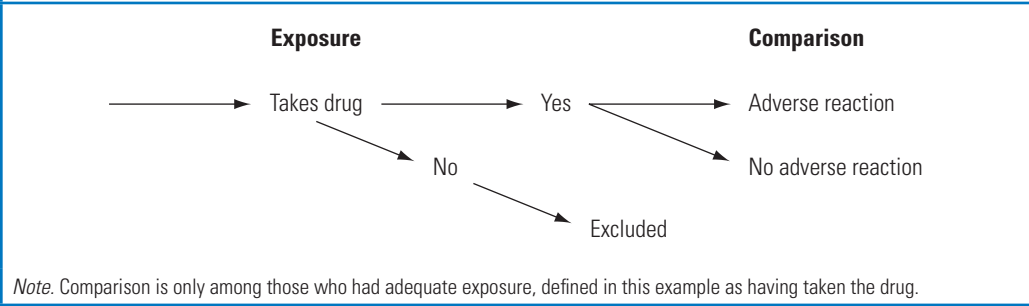 Exposure Comparison
Takes drug Yes Adverse reaction
No No adverse reaction
Excluded
Note. Comparison is only among those who had adequate exposure, defined in this example as having taken the drug.